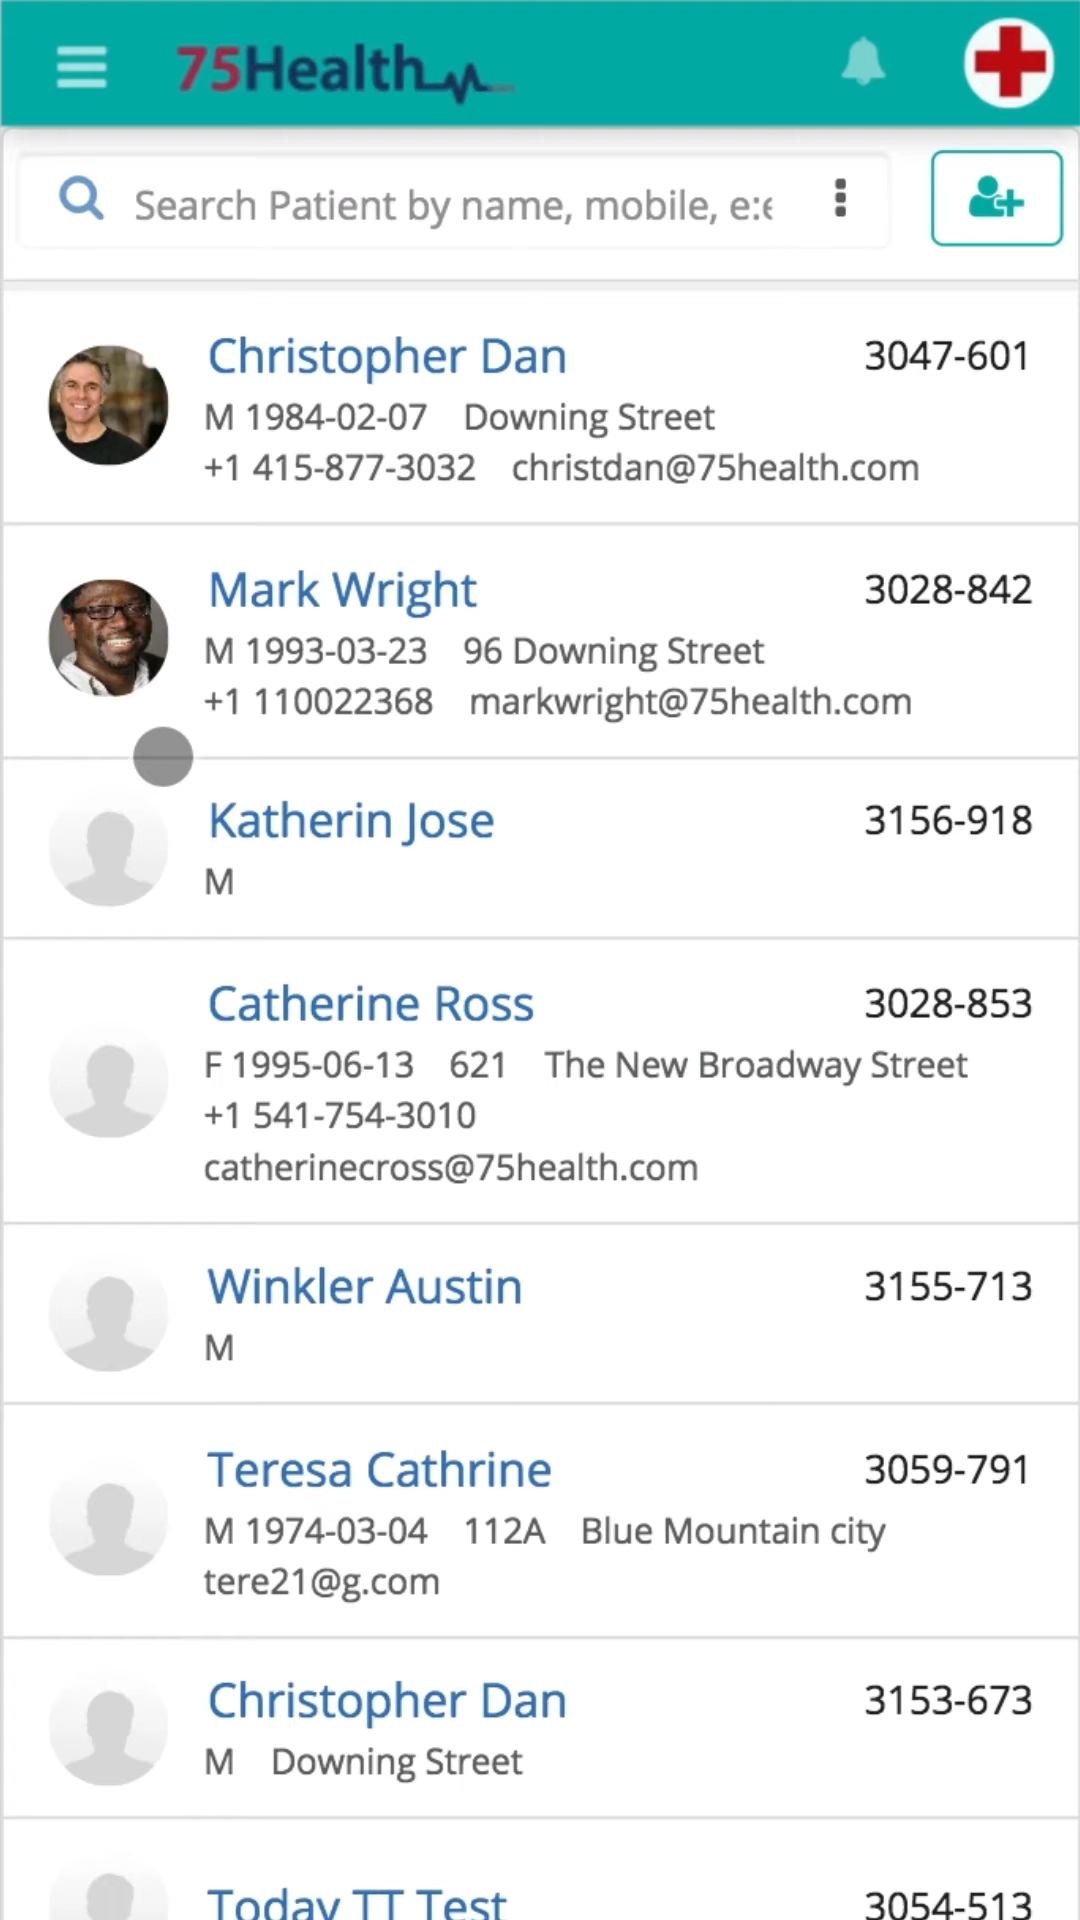 75Health
Search Patient by name, mobile, e:e
Christopher Dan 3047-601
M 1984-02-07 Downing Street
+1 415-877-3032 christdan@75health.com
Mark Wright 3028-842
M 1993-03-23 96 Downing Street
+1 110022368 markwright@75health.com
Katherin Jose 3156-918
M
Catherine Ross 3028-853
F 1995-06-13 621 The New Broadway Street
+1 541-754-3010
catherinecross@75health.com
Winkler Austin 3155-713
M
Teresa Cathrine 3059-791
M 1974-03-04 112A Blue Mountain city
tere21@g.com
Christopher Dan 3153-673
M Downing Street
Today TT Test 3054-513